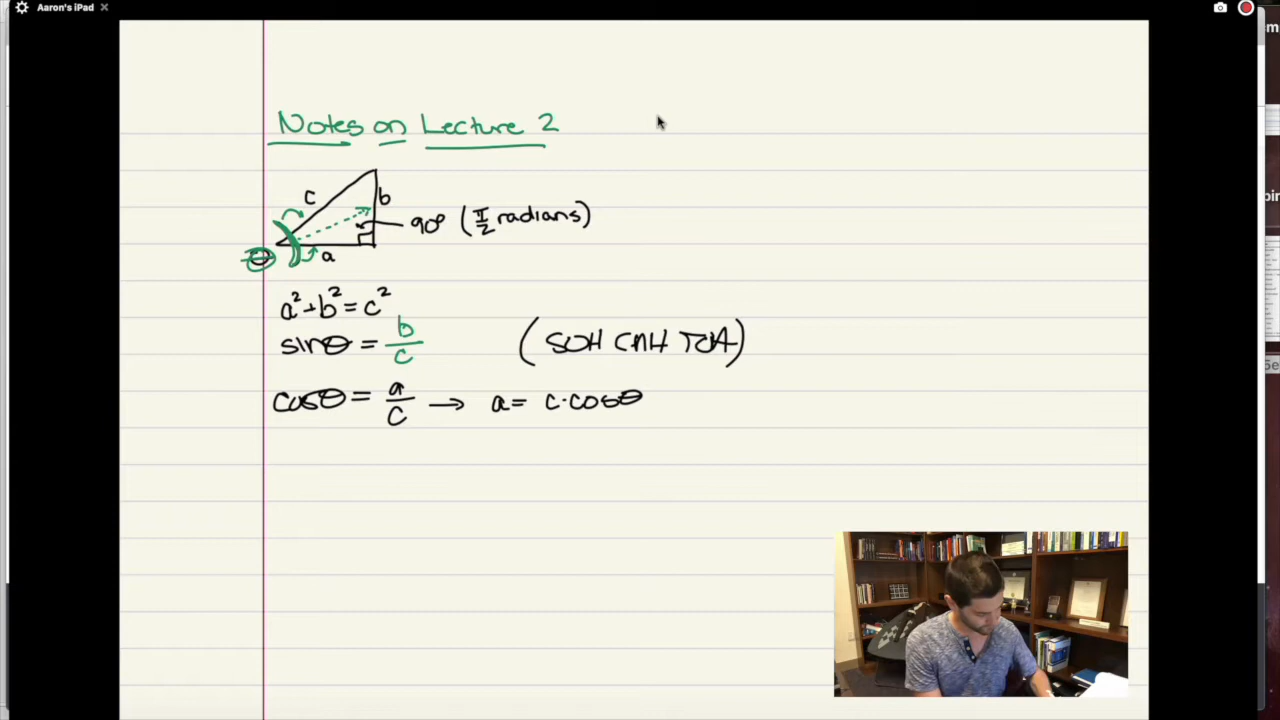 Aaron's iPad
Notes on Lecture 2
c
b
90° (π/2 radians)
θ
a
a²+b²=c²
sinθ = b/c
(SOH CAH TOA)
cosθ = a/c → a= c·cosθ